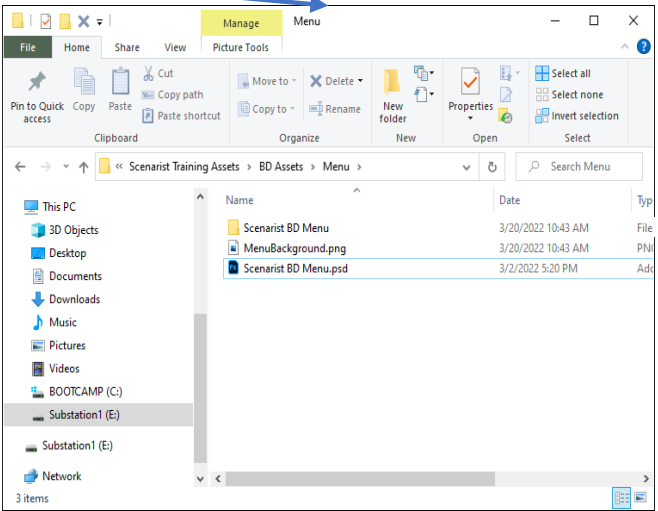 Manage
Menu
File
Home
Share
View
Picture Tools
Pin to Quick access
Copy
Paste
Cut
Copy path
Paste shortcut
Clipboard
Move to
Copy to
Delete
Rename
Organize
New folder
New
Properties
Open
Select all
Select none
Invert selection
Select
« Scenarist Training Assets > BD Assets > Menu >
Search Menu
This PC
3D Objects
Desktop
Documents
Downloads
Music
Pictures
Videos
BOOTCAMP (C:)
Substation1 (E:)
Substation1 (E:)
Network
Name
Date
Typ
Scenarist BD Menu
3/20/2022 10:43 AM
File
MenuBackground.png
3/20/2022 10:43 AM
PN
Scenarist BD Menu.psd
3/2/2022 5:20 PM
Adc
3 items